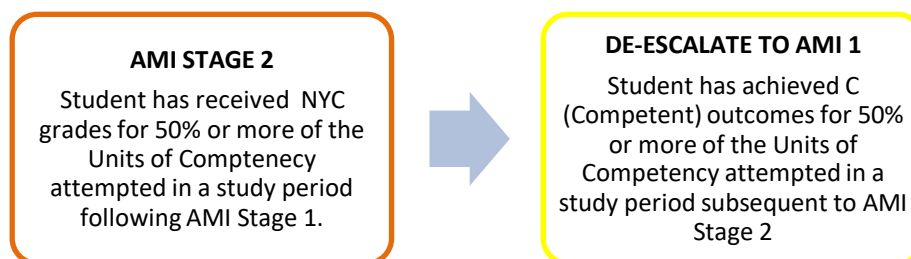 AMI STAGE 2
Student has received NYC
grades for 50% or more of the
Units of Comptenecy
attempted in a study period
following AMI Stage 1.
DE-ESCALATE TO AMI 1
Student has achieved C
(Competent) outcomes for 50%
or more of the Units of
Competency attempted in a
study period subsequent to AMI
Stage 2